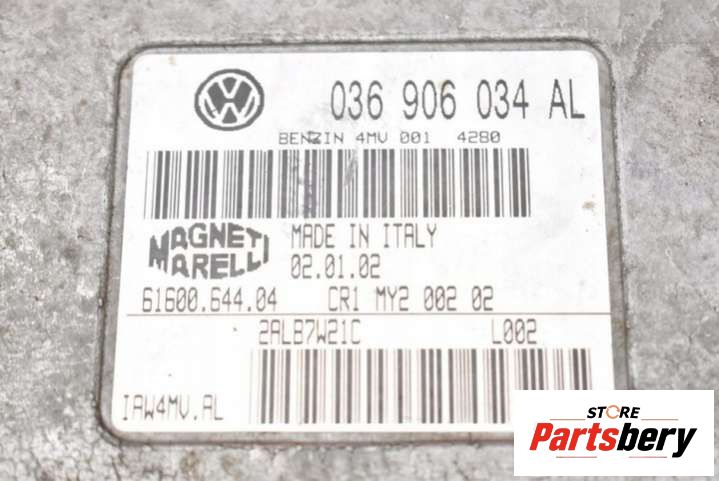 036 906 034 AL
BENZIN 4MV 001 4280
MAGNETI
MARELLI
MADE IN ITALY
02.01.02
61600.644.04 CR1 MY2 002 02
2ALB7W21C L002
IAW4MV.AL
STORE
Partsbery